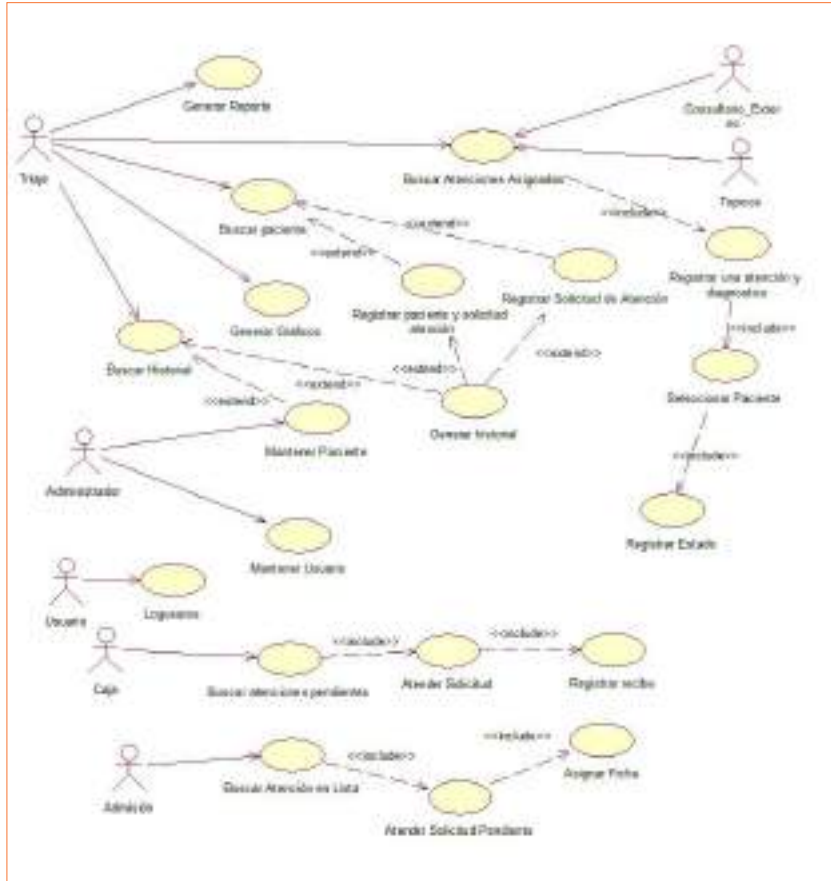 Generar Reporte
Consultorio_Exter
no
Triaje
Buscar Atenciones Asignados
Topico
<<include>>
Buscar paciente
<<extend>>
<<extend>>
Registrar una atención y
diagnostico
Registrar Solicitud de Atención
Generar Gráficos
Registrar paciente y solicitud
atención
<<include>>
Buscar Historial
<<extend>>
<<extend>>
<<extend>>
<<extend>>
Seleccionar Paciente
Generar historial
Mantener Paciente
<<include>>
Administrador
Registrar Estado
Mantener Usuario
Usuario
Loguearse
<<include>>
<<include>>
Caja
Buscar atenciones pendientes
Atender Solicitud
Registrar recibo
<<include>>
<<include>>
Admisión
Buscar Atención en Lista
Asignar Ficha
Atender Solicitud Pendiente